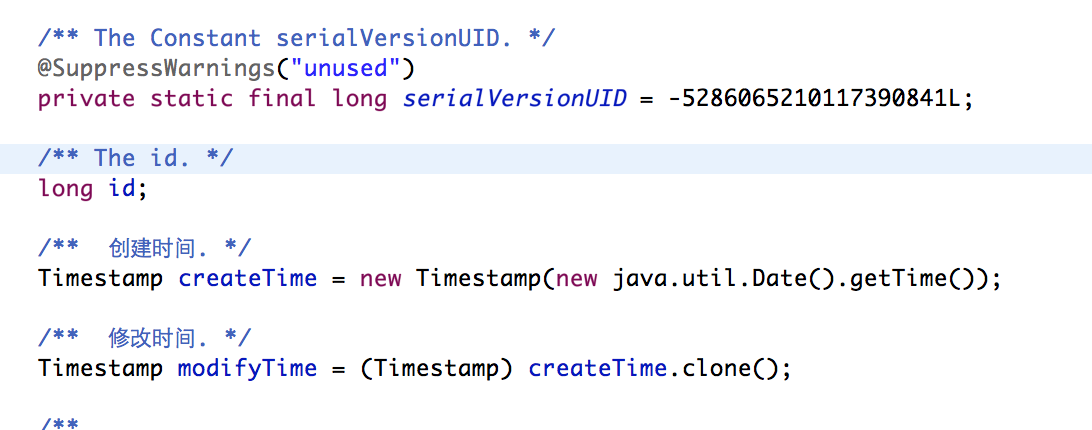 /** The Constant serialVersionUID. */
@SuppressWarnings("unused")
private static final long serialVersionUID = -5286065210117390841L;
/** The id. */
long id;
/**  创建时间. */
Timestamp createTime = new Timestamp(new java.util.Date().getTime());
/**  修改时间. */
Timestamp modifyTime = (Timestamp) createTime.clone();
/**